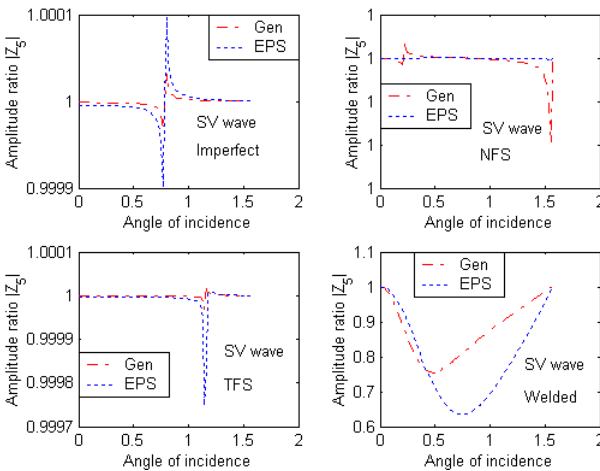 1.0001
1
0.9999
Amplitude ratio |Z5|
Gen
EPS
SV wave
Imperfect
0 0.5 1 1.5 2
Angle of incidence
1
1
1
1
1
Amplitude ratio |Z5|
Gen
EPS
SV wave
NFS
0 0.5 1 1.5 2
Angle of incidence
1.0001
1
0.9999
0.9998
0.9997
Amplitude ratio |Z5|
Gen
EPS
SV wave
TFS
0 0.5 1 1.5 2
Angle of incidence
1.1
1
0.9
0.8
0.7
0.6
Amplitude ratio |Z5|
Gen
EPS
SV wave
Welded
0 0.5 1 1.5 2
Angle of incidence